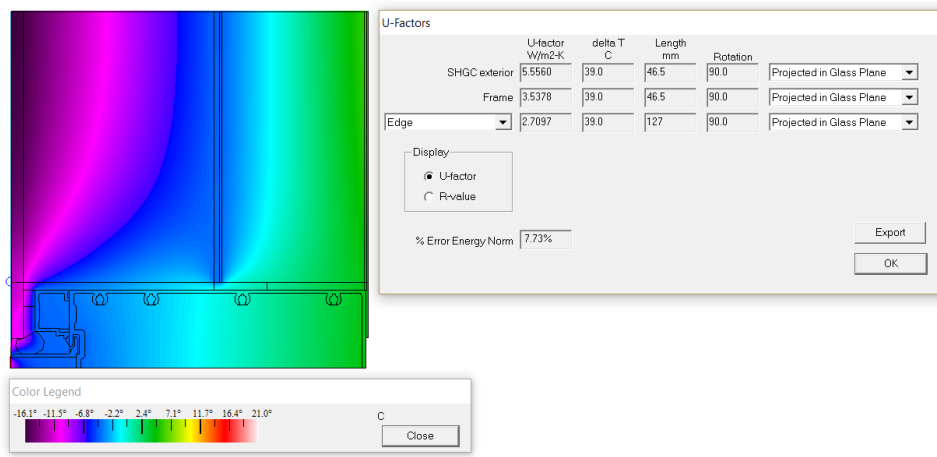 U-Factors
U-factor delta T Length
W/m2-K C mm Rotation
SHGC exterior 5.5560 39.0 46.5 90.0 Projected in Glass Plane
Frame 3.5378 39.0 46.5 90.0 Projected in Glass Plane
Edge 2.7097 39.0 127 90.0 Projected in Glass Plane
Display
U-factor
R-value
% Error Energy Norm 7.73%
Export
OK
Color Legend
-16.1° -11.5° -6.8° -2.2° 2.4° 7.1° 11.7° 16.4° 21.0°
C
Close